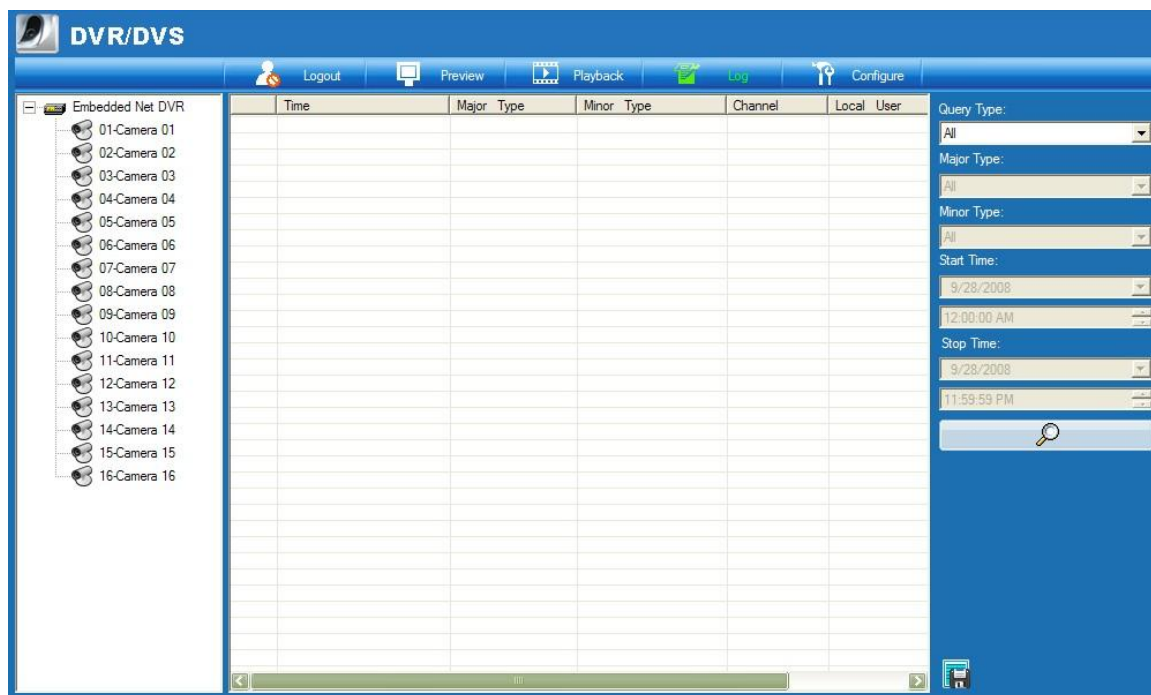 DVR/DVS
Logout Preview Playback Log Configure
Embedded Net DVR
01-Camera 01
02-Camera 02
03-Camera 03
04-Camera 04
05-Camera 05
06-Camera 06
07-Camera 07
08-Camera 08
09-Camera 09
10-Camera 10
11-Camera 11
12-Camera 12
13-Camera 13
14-Camera 14
15-Camera 15
16-Camera 16
Time Major Type Minor Type Channel Local User
Query Type:
All
Major Type:
All
Minor Type:
All
Start Time:
9/28/2008
12:00:00 AM
Stop Time:
9/28/2008
11:59:59 PM